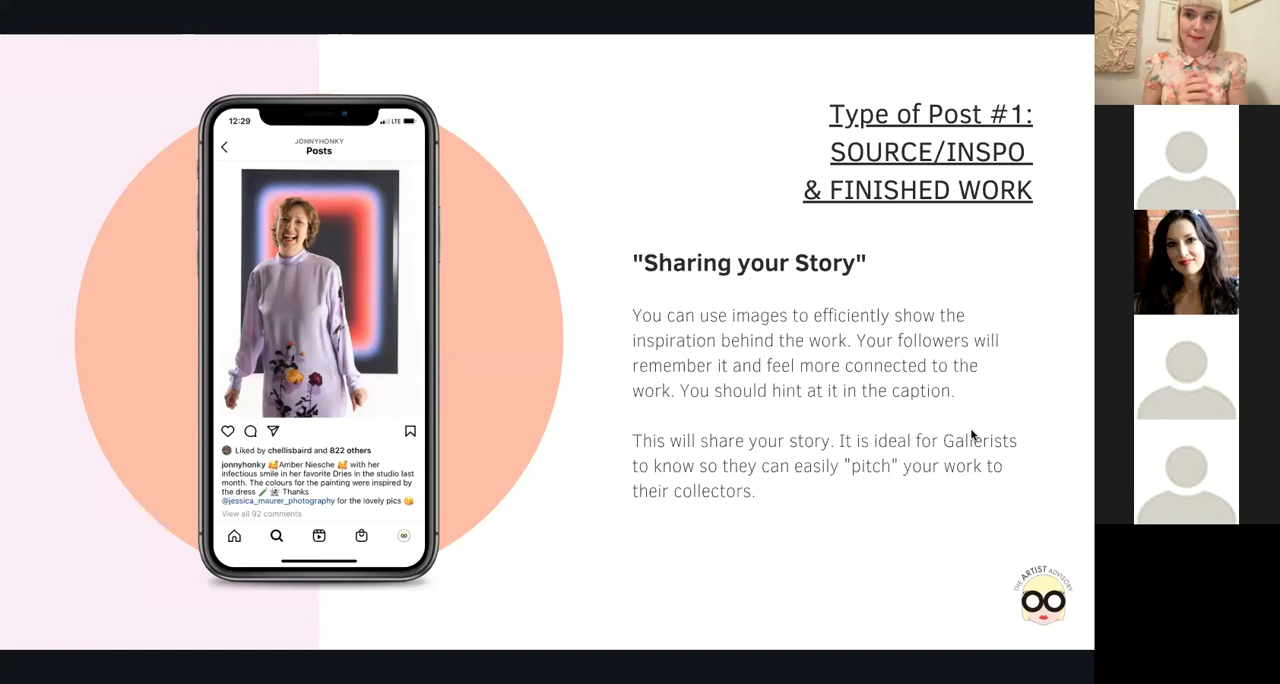 12:29
LTE
JONNYHONKY
Posts
Liked by chellisbaird and 822 others
jonnyhonky 🥰Amber Niesche 🥰 with her
infectious smile in her favorite Dries in the studio last
month. The colours for the painting were inspired by
the dress Thanks
@jessica_maurer_photography for the lovely pics
View all 92 comments
Type of Post #1:
SOURCE/INSPO
& FINISHED WORK
"Sharing your Story"
You can use images to efficiently show the
inspiration behind the work. Your followers will
remember it and feel more connected to the
work. You should hint at it in the caption.
This will share your story. It is ideal for Gallerists
to know so they can easily "pitch" your work to
their collectors.
THE ARTIST ADVISORY